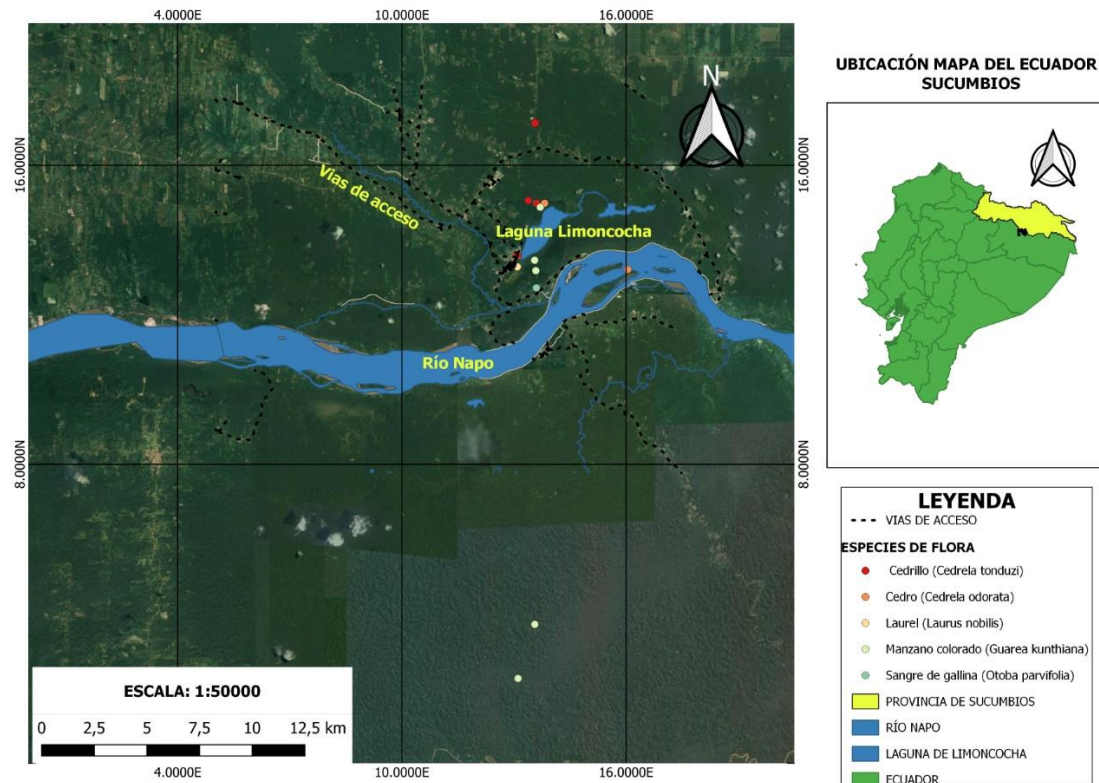 4.0000E
10.0000E
16.0000E
16.0000N
8.0000N
16.0000N
8.0000N
4.0000E
10.0000E
16.0000E
N
Vias de acceso
Laguna Limoncocha
Río Napo
ESCALA: 1:50000
0 2,5 5 7,5 10 12,5 km
UBICACIÓN MAPA DEL ECUADOR
SUCUMBIOS
LEYENDA
VIAS DE ACCESO
ESPECIES DE FLORA
Cedrillo (Cedrela tonduzi)
Cedro (Cedrela odorata)
Laurel (Laurus nobilis)
Manzano colorado (Guarea kunthiana)
Sangre de gallina (Otoba parvifolia)
PROVINCIA DE SUCUMBIOS
RÍO NAPO
LAGUNA DE LIMONCOCHA
ECUADOR